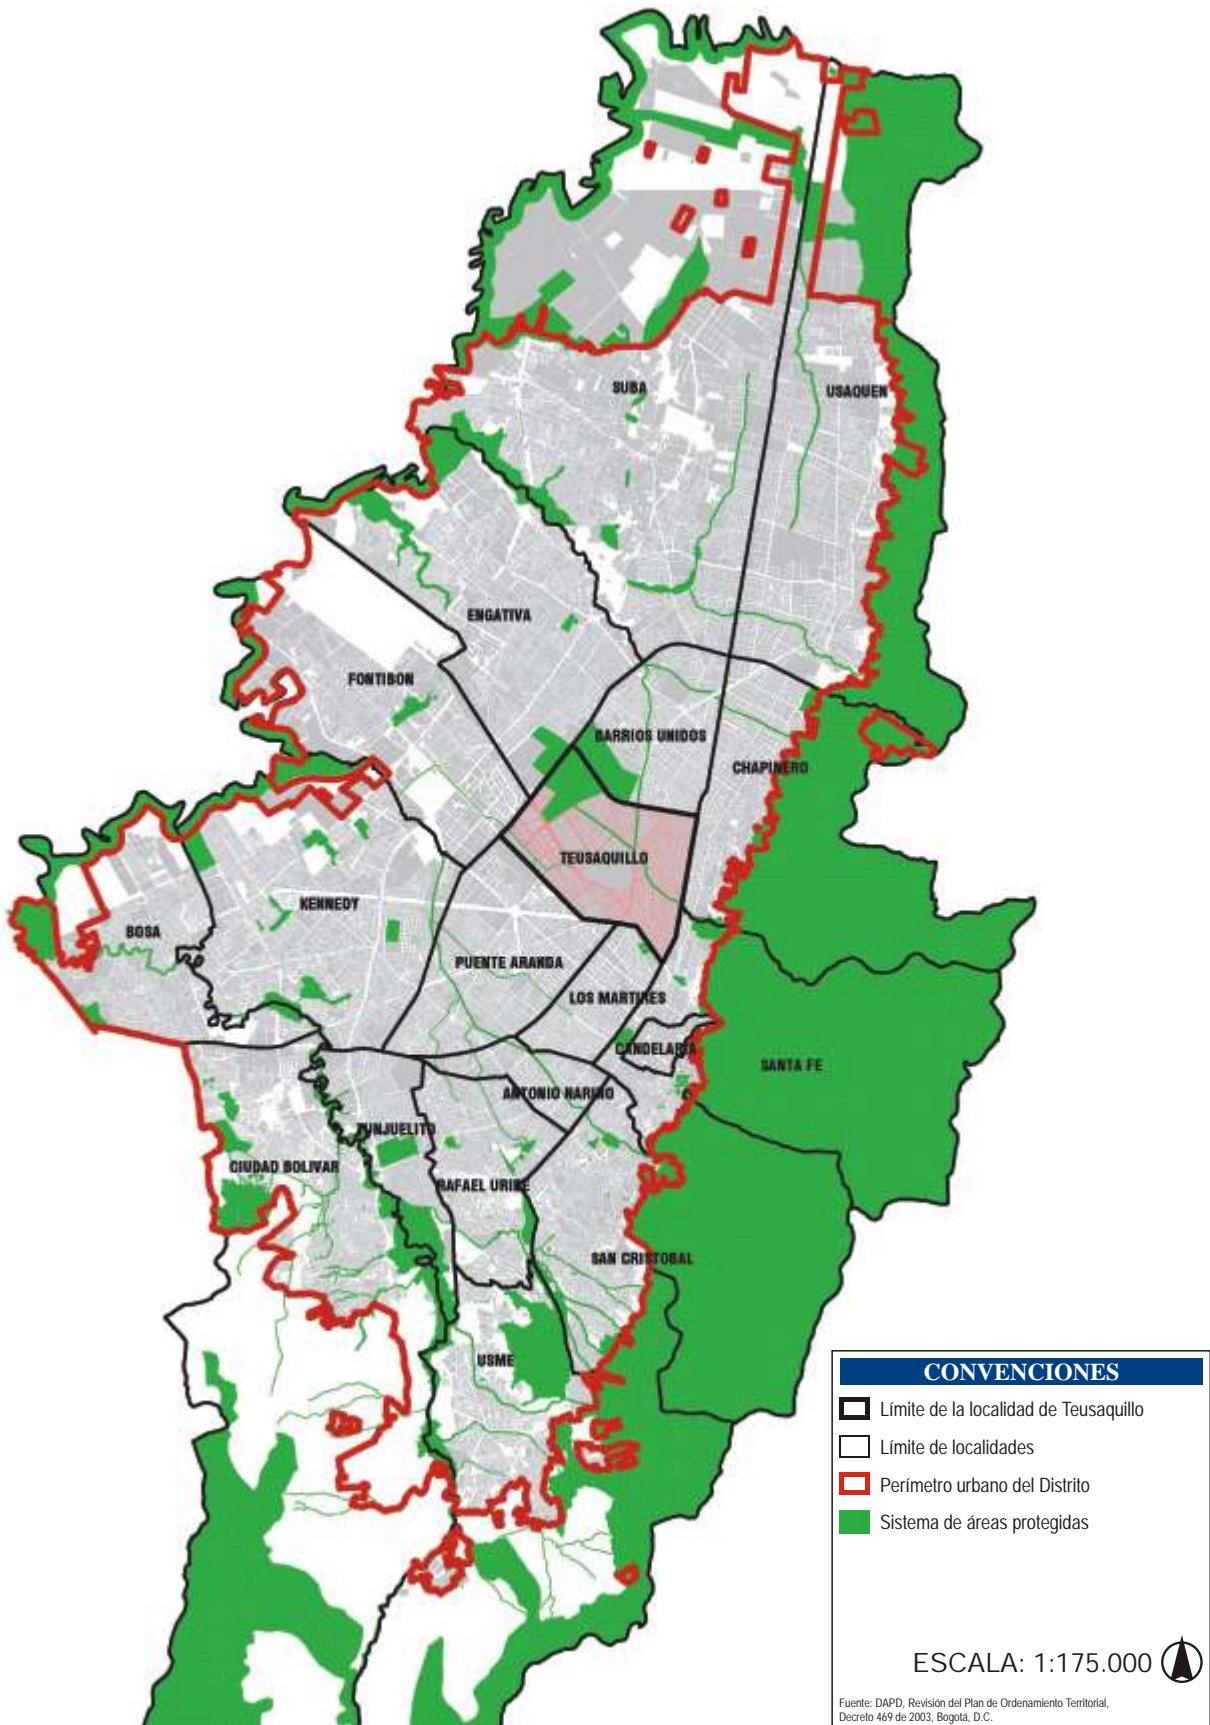 SUBA
USAQUEN
ENGATIVA
FONTIBON
BARRIOS UNIDOS
CHAPINERO
TEUSAQUILLO
KENNEDY
BOSA
PUENTE ARANDA
LOS MARTIRES
CANDELARIA
SANTA FE
ANTONIO NARIÑO
TUNJUELITO
CIUDAD BOLIVAR
RAFAEL URIBE
SAN CRISTOBAL
USME
CONVENCIONES
Límite de la localidad de Teusaquillo
Límite de localidades
Perímetro urbano del Distrito
Sistema de áreas protegidas
ESCALA: 1:175.000
Fuente: DAPD, Revisión del Plan de Ordenamiento Territorial,
Decreto 469 de 2003, Bogotá, D.C.